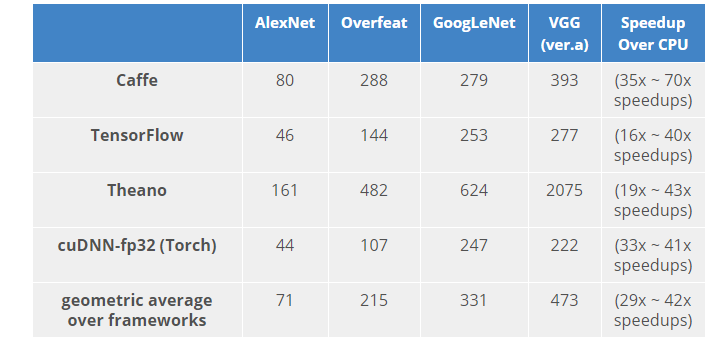 AlexNet Overfeat GoogLeNet VGG (ver.a) Speedup Over CPU
Caffe 80 288 279 393 (35x ~ 70x speedups)
TensorFlow 46 144 253 277 (16x ~ 40x speedups)
Theano 161 482 624 2075 (19x ~ 43x speedups)
cuDNN-fp32 (Torch) 44 107 247 222 (33x ~ 41x speedups)
geometric average over frameworks 71 215 331 473 (29x ~ 42x speedups)